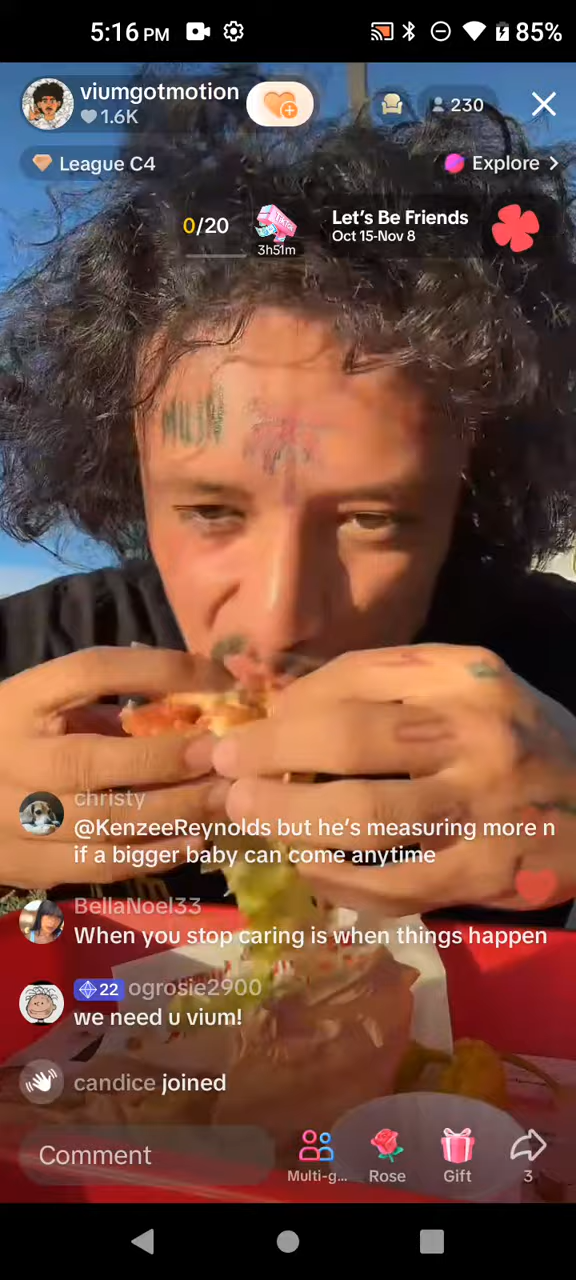 5:16 PM
85%
viumgotmotion
1.6K
230
League C4
Explore >
0/20
3h51m
Let's Be Friends
Oct 15-Nov 8
christy
@KenzeeReynolds but he's measuring more n
if a bigger baby can come anytime
BellaNoel33
When you stop caring is when things happen
22 ogrosie2900
we need u vium!
candice joined
Comment
Multi-g...
Rose
Gift
3